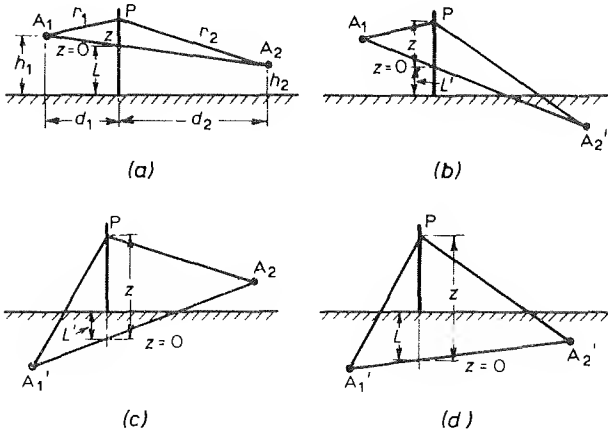 A₁ r₁ P r₂
z
z=0
A₂
h₁ L h₂
d₁ d₂
(a)
A₁ P
z
z=0
L'
A₂'
(b)
P
A₂
z
L'
z=0
A₁'
(c)
P
z
L
A₂'
z=0
A₁'
(d)